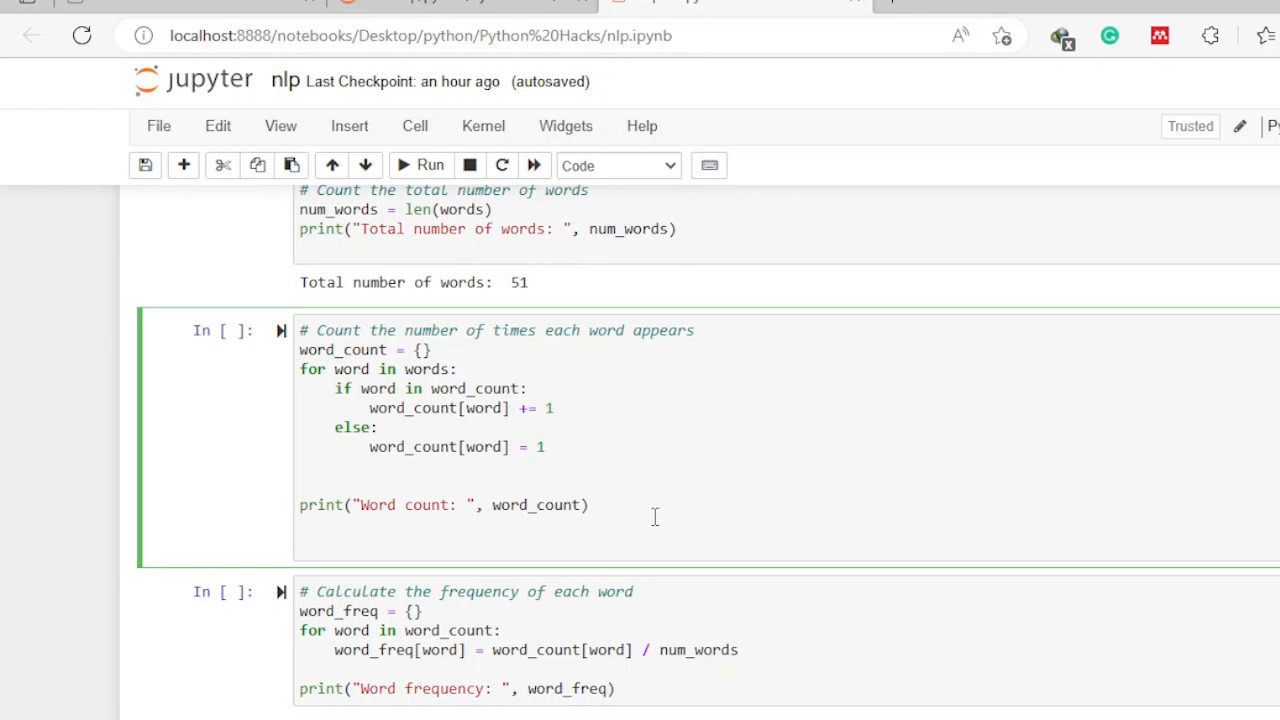 localhost:8888/notebooks/Desktop/python/Python%20Hacks/nlp.ipynb
jupyter nlp Last Checkpoint: an hour ago (autosaved)
File Edit View Insert Cell Kernel Widgets Help Trusted
Run Code
# Count the total number of words
num_words = len(words)
print("Total number of words: ", num_words)
Total number of words:  51
In [ ]:
# Count the number of times each word appears
word_count = {}
for word in words:
    if word in word_count:
        word_count[word] += 1
    else:
        word_count[word] = 1
print("Word count: ", word_count)
In [ ]:
# Calculate the frequency of each word
word_freq = {}
for word in word_count:
    word_freq[word] = word_count[word] / num_words
print("Word frequency: ", word_freq)